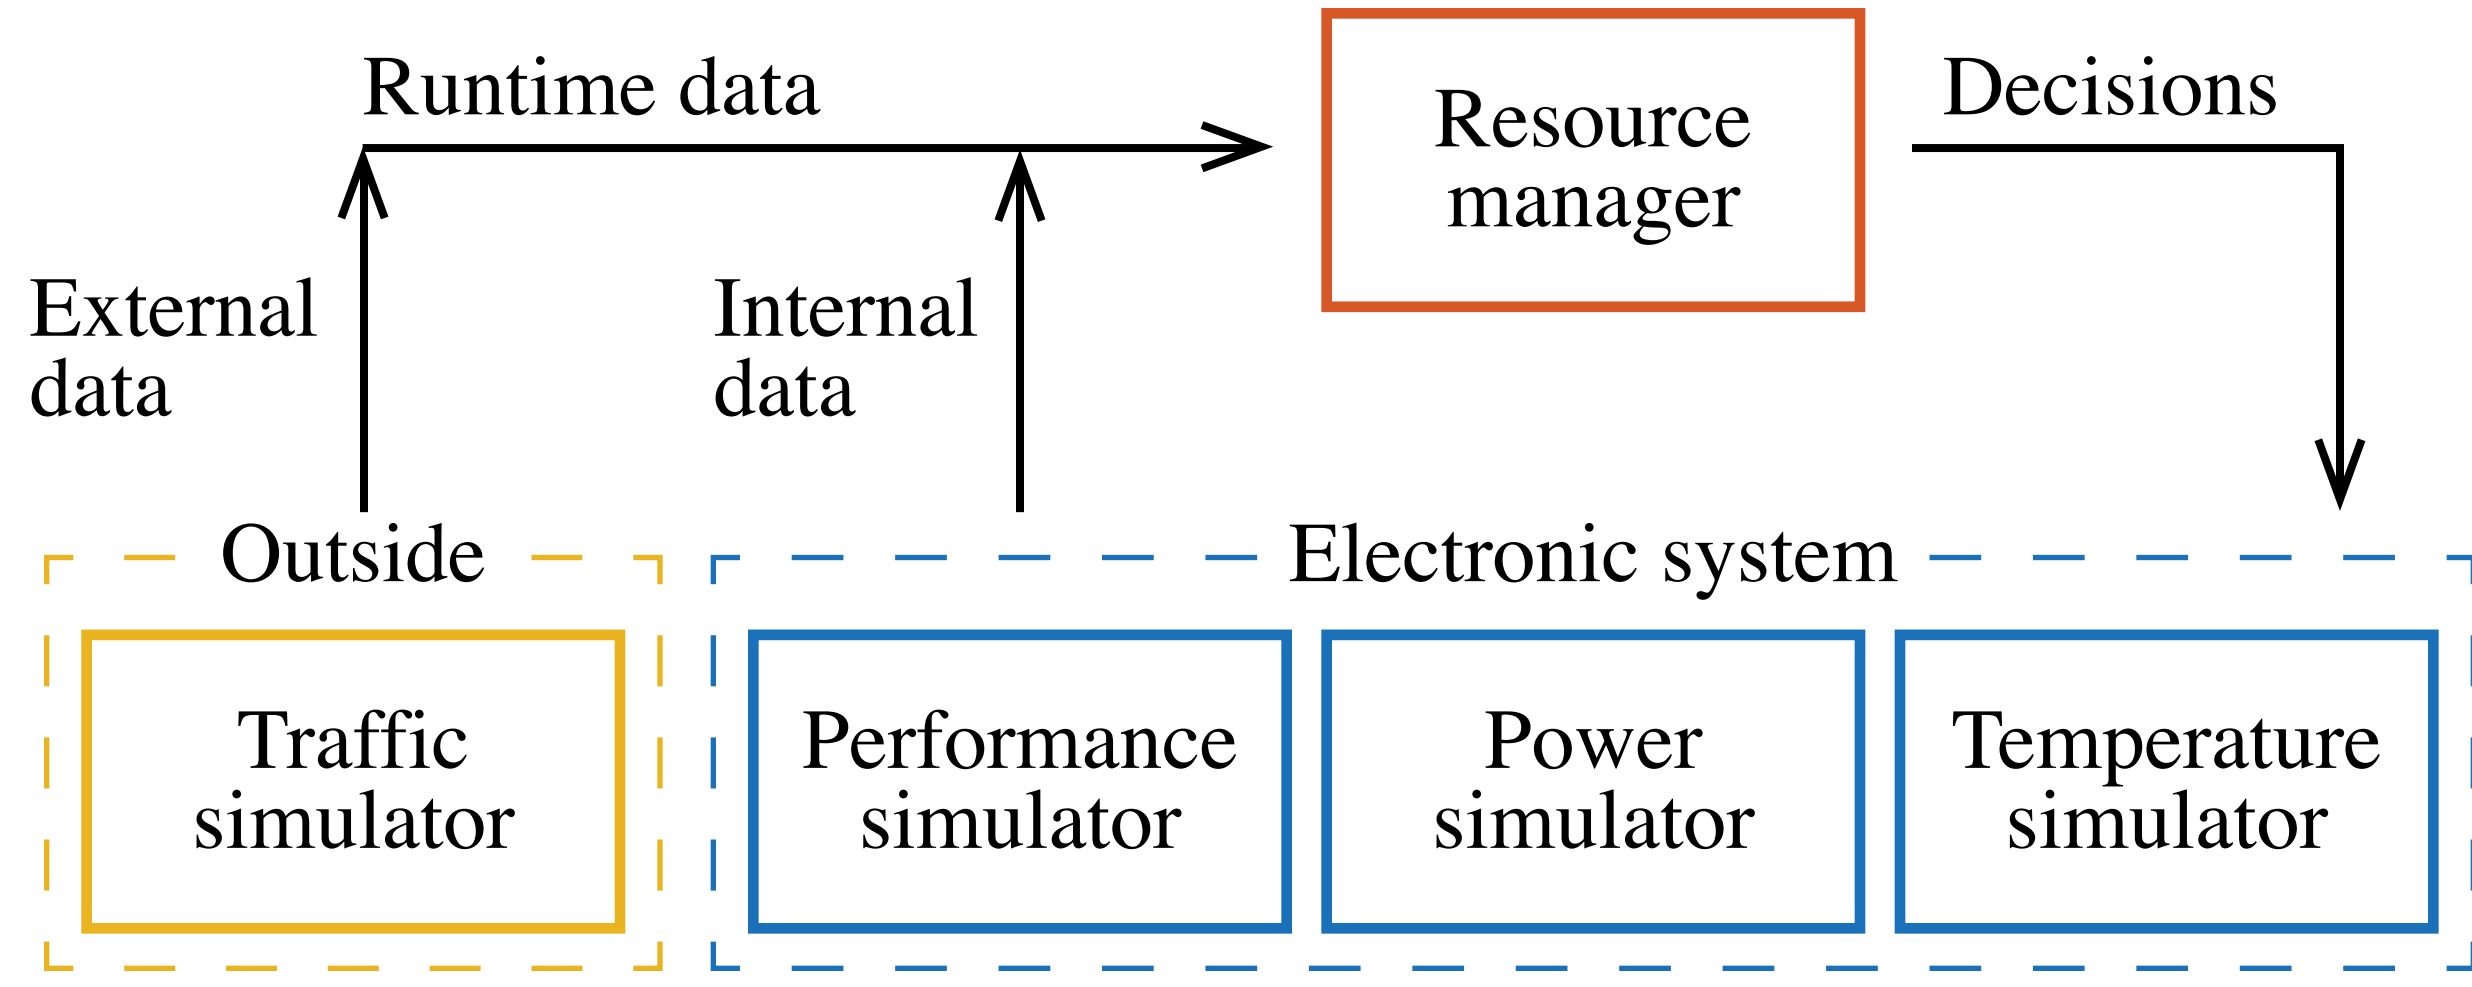 Runtime data
Resource
manager
Decisions
External
data
Internal
data
Outside
Electronic system
Traffic
simulator
Performance
simulator
Power
simulator
Temperature
simulator